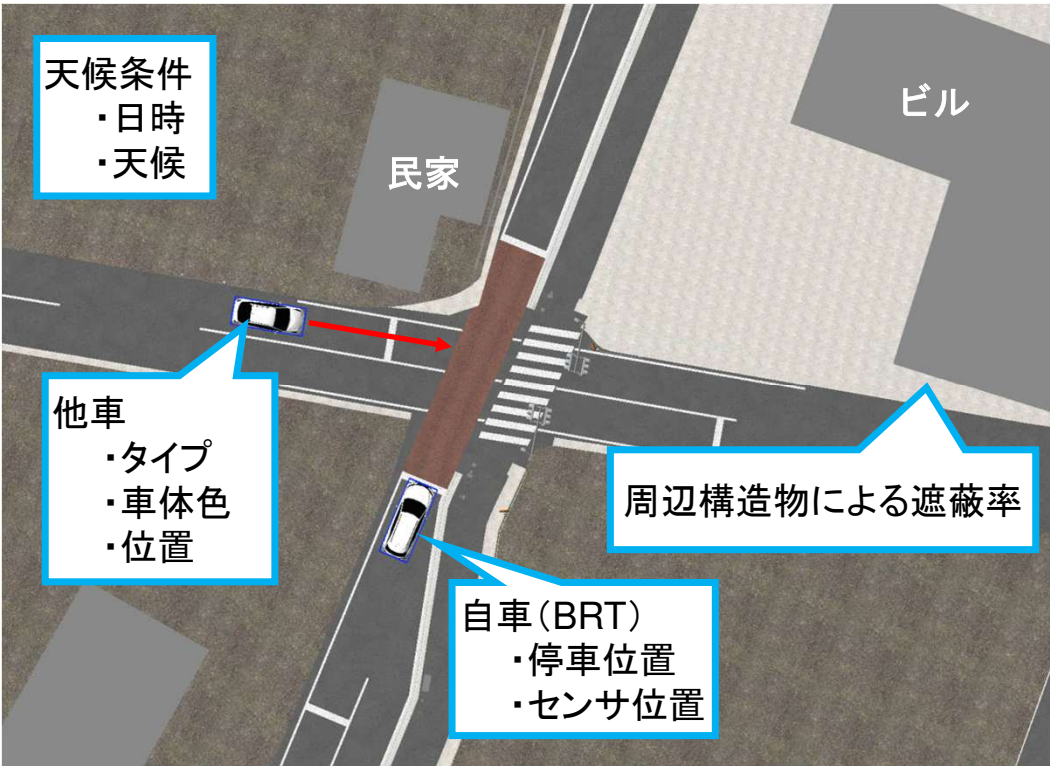 天候条件
・日時
・天候
民家
ビル
他車
・タイプ
・車体色
・位置
周辺構造物による遮蔽率
自車(BRT)
・停車位置
・センサ位置